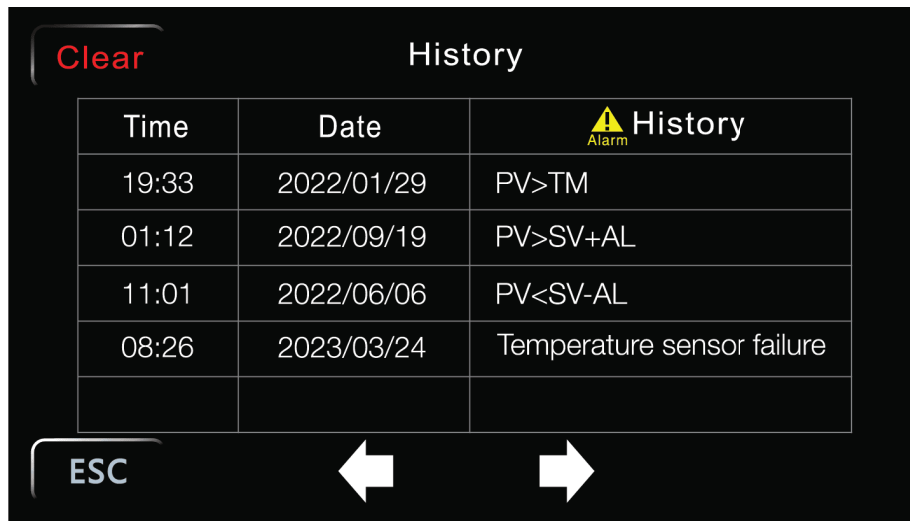 Clear History
Time Date Alarm History
19:33 2022/01/29 PV>TM
01:12 2022/09/19 PV>SV+AL
11:01 2022/06/06 PV<SV-AL
08:26 2023/03/24 Temperature sensor failure
ESC